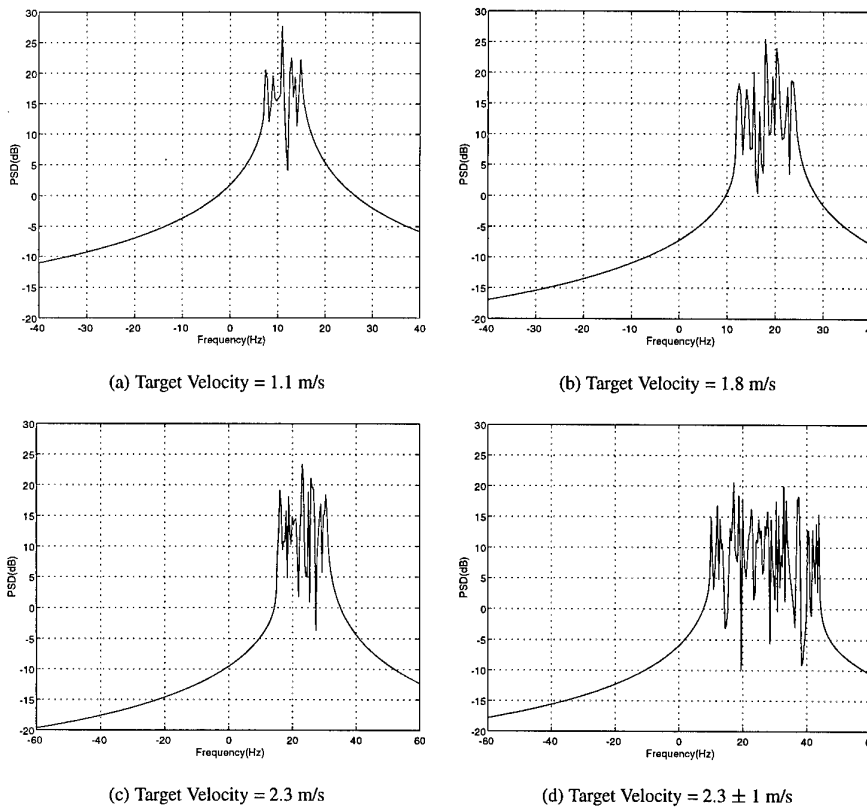 30
25
20
15
10
5
0
-5
-10
-15
-20
PSD(dB)
-40 -30 -20 -10 0 10 20 30 40
Frequency(Hz)
(a) Target Velocity = 1.1 m/s
30
25
20
15
10
5
0
-5
-10
-15
-20
PSD(dB)
-40 -30 -20 -10 0 10 20 30 40
Frequency(Hz)
(b) Target Velocity = 1.8 m/s
30
25
20
15
10
5
0
-5
-10
-15
-20
PSD(dB)
-60 -40 -20 0 20 40 60
Frequency(Hz)
(c) Target Velocity = 2.3 m/s
30
25
20
15
10
5
0
-5
-10
-15
-20
PSD(dB)
-60 -40 -20 0 20 40 60
Frequency(Hz)
(d) Target Velocity = 2.3 ± 1 m/s